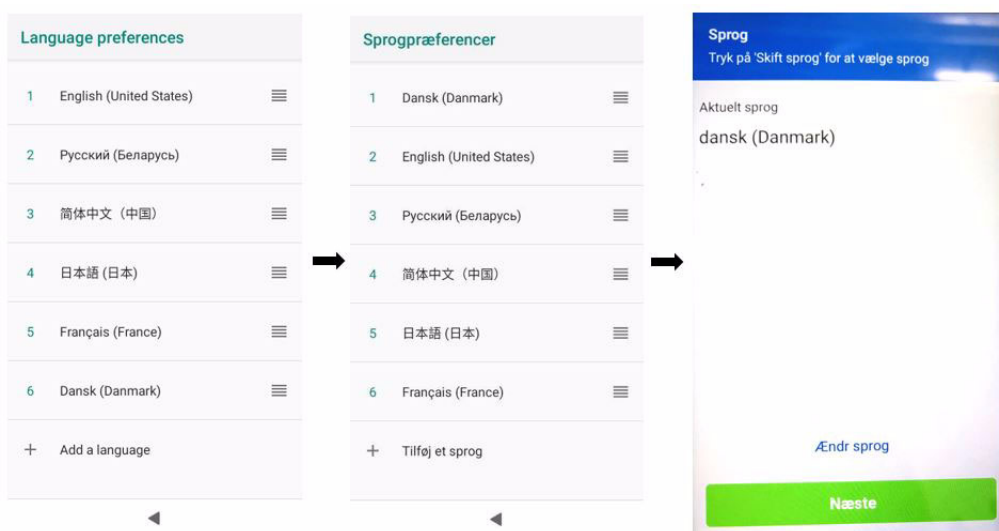 Language preferences
1 English (United States)
2 Русский (Беларусь)
3 简体中文（中国）
4 日本語 (日本)
5 Français (France)
6 Dansk (Danmark)
+ Add a language
Sprogpræferencer
1 Dansk (Danmark)
2 English (United States)
3 Русский (Беларусь)
4 简体中文（中国）
5 日本語 (日本)
6 Français (France)
+ Tilføj et sprog
Sprog
Tryk på 'Skift sprog' for at vælge sprog
Aktuelt sprog
dansk (Danmark)
Ændr sprog
Næste